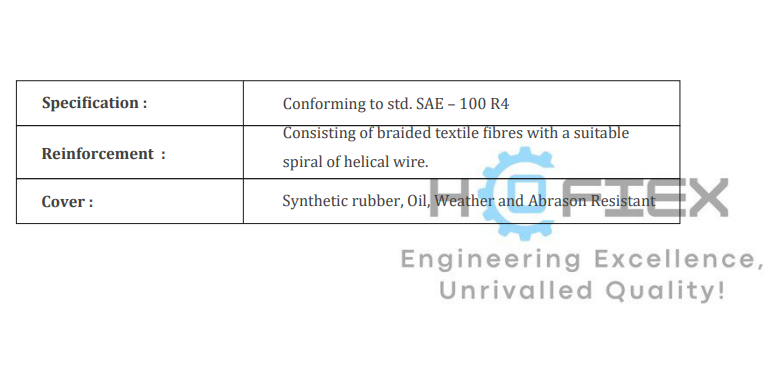 Specification :
Conforming to std. SAE – 100 R4
Reinforcement :
Consisting of braided textile fibres with a suitable
spiral of helical wire.
Cover :
Synthetic rubber, Oil, Weather and Abrason Resistant
HOFIEX
Engineering Excellence,
Unrivalled Quality!